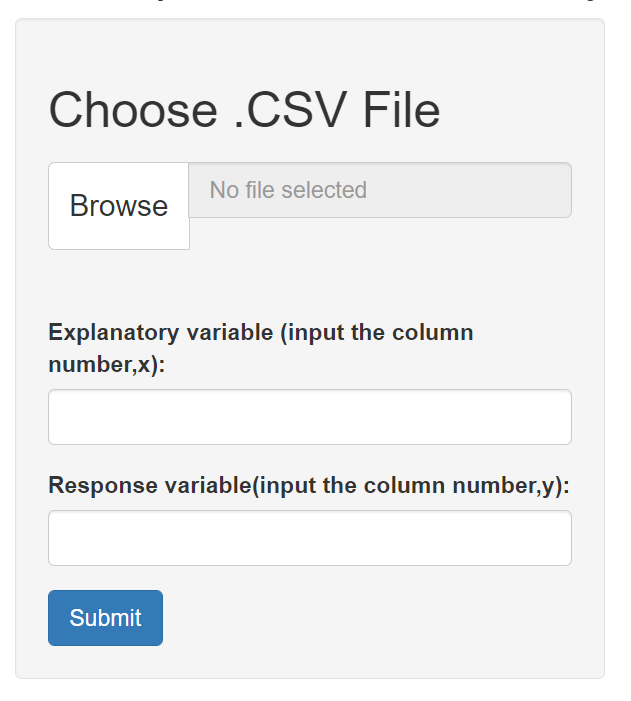 Choose .CSV File
Browse
No file selected
Explanatory variable (input the column
number,x):
Response variable(input the column number,y):
Submit